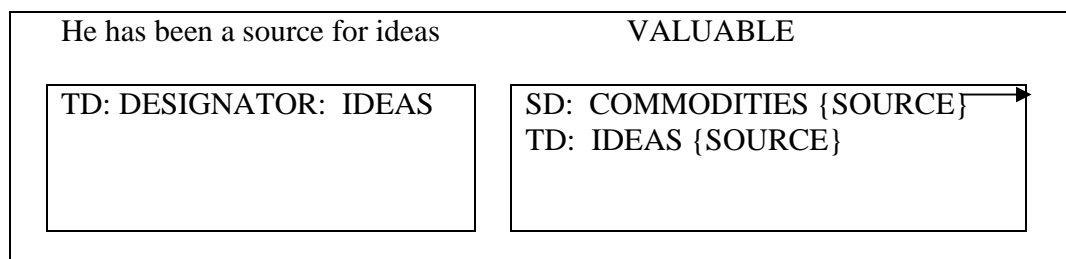 He has been a source for ideas VALUABLE
TD: DESIGNATOR: IDEAS
SD: COMMODITIES {SOURCE}
TD: IDEAS {SOURCE}